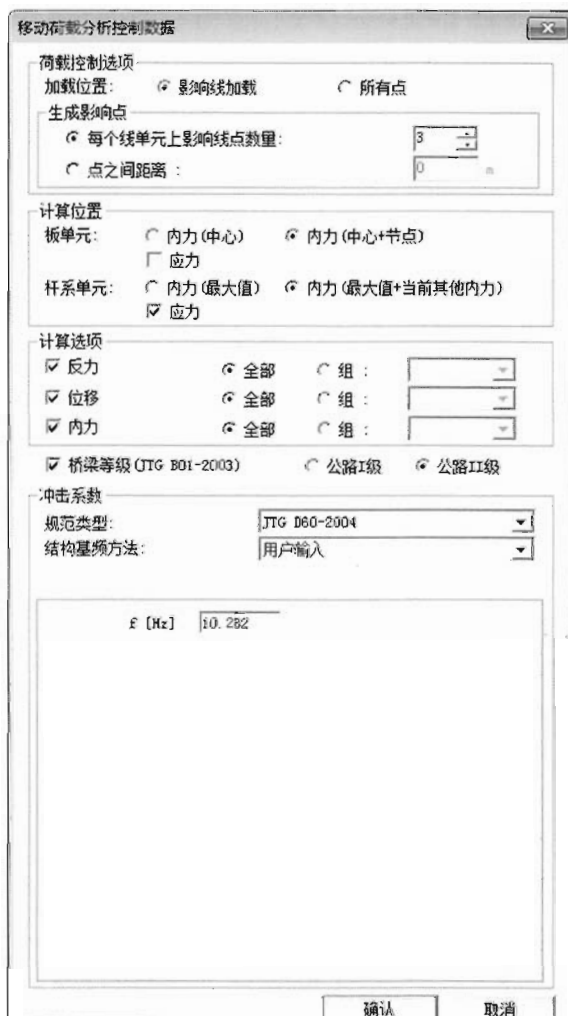 移动荷载分析控制数据
荷载控制选项
加载位置: 影响线加载 所有点
生成影响点
每个线单元上影响线点数量: 3
点之间距离 : 0 m
计算位置
板单元: 内力(中心) 内力(中心+节点)
应力
杆系单元: 内力(最大值) 内力(最大值+当前其他内力)
应力
计算选项
反力 全部 组 :
位移 全部 组 :
内力 全部 组 :
桥梁等级(JTG B01-2003) 公路I级 公路II级
冲击系数
规范类型: JTG D60-2004
结构基频方法: 用户输入
f [Hz] 10.282
确认 取消